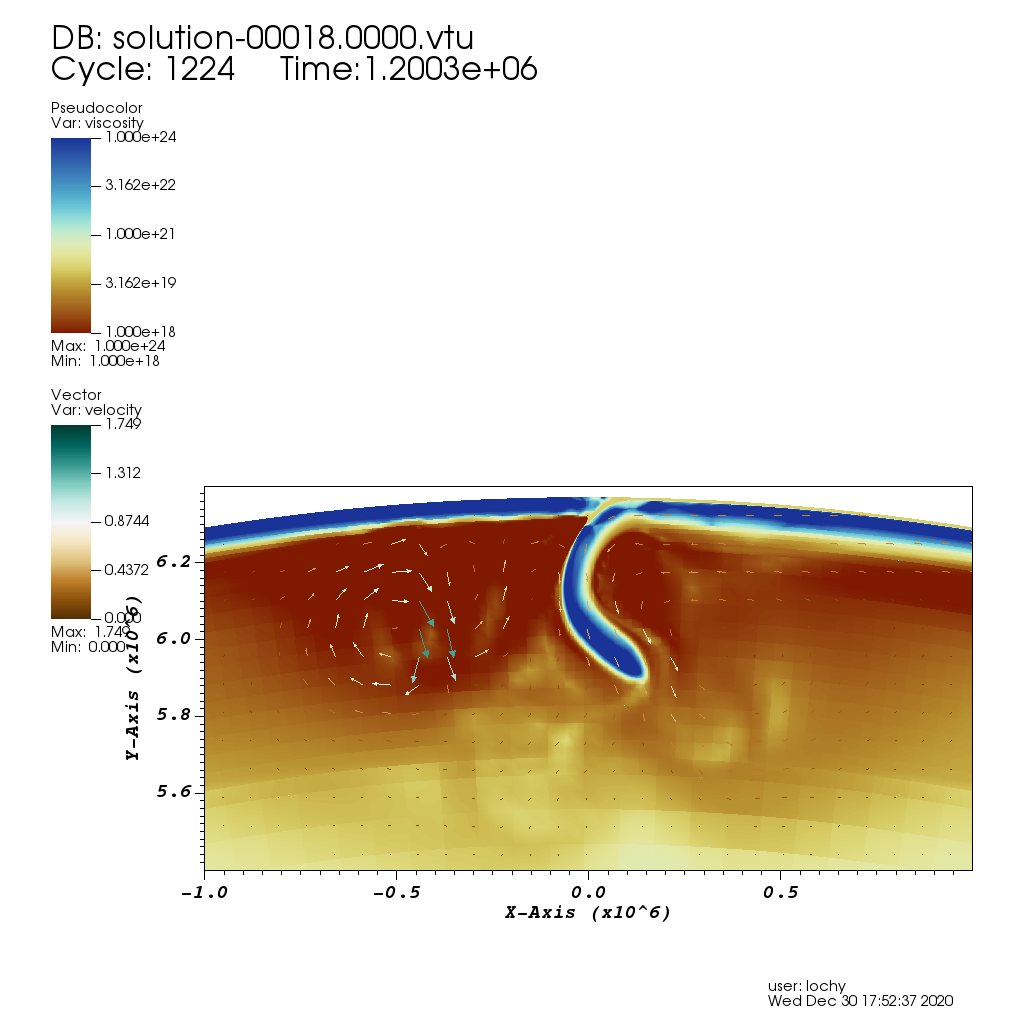 DB: solution-00018.0000.vtu
Cycle: 1224 Time:1.2003e+06
Pseudocolor
Var: viscosity
1.000e+24
3.162e+22
1.000e+21
3.162e+19
1.000e+18
Max: 1.000e+24
Min: 1.000e+18
Vector
Var: velocity
1.749
1.312
0.8744
0.4372
0.000
Max: 1.749
Min: 0.000
Y-Axis (x10^6)
6.2
6.0
5.8
5.6
-1.0 -0.5 0.0 0.5
X-Axis (x10^6)
user: lochy
Wed Dec 30 17:52:37 2020